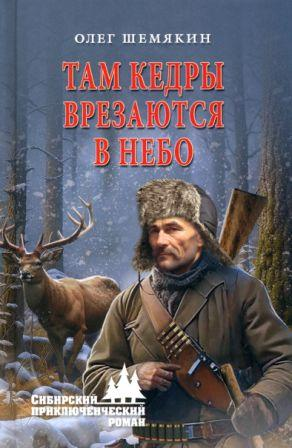 ОЛЕГ ШЕМЯКИН
ТАМ КЕДРЫ
ВРЕЗАЮТСЯ
В НЕБО
СИБИРСКИЙ
ПРИКЛЮЧЕНЧЕСКИЙ
РОМАН